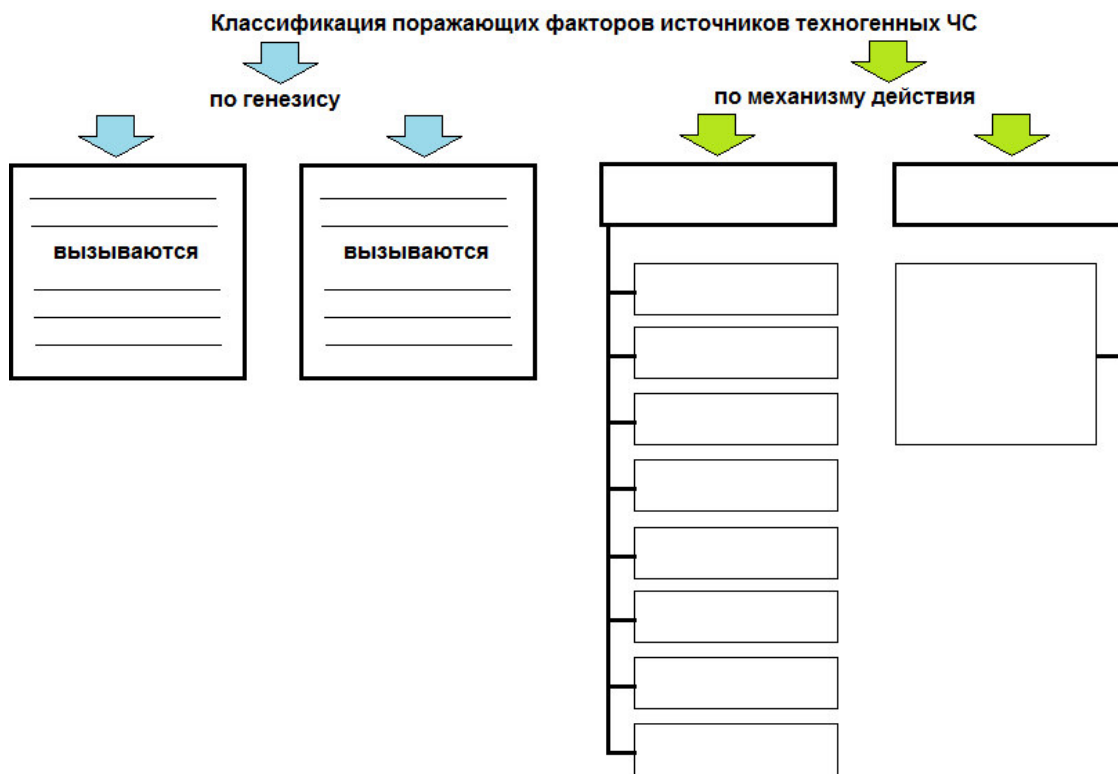 Классификация поражающих факторов источников техногенных ЧС
по генезису
по механизму действия
вызываются
вызываются